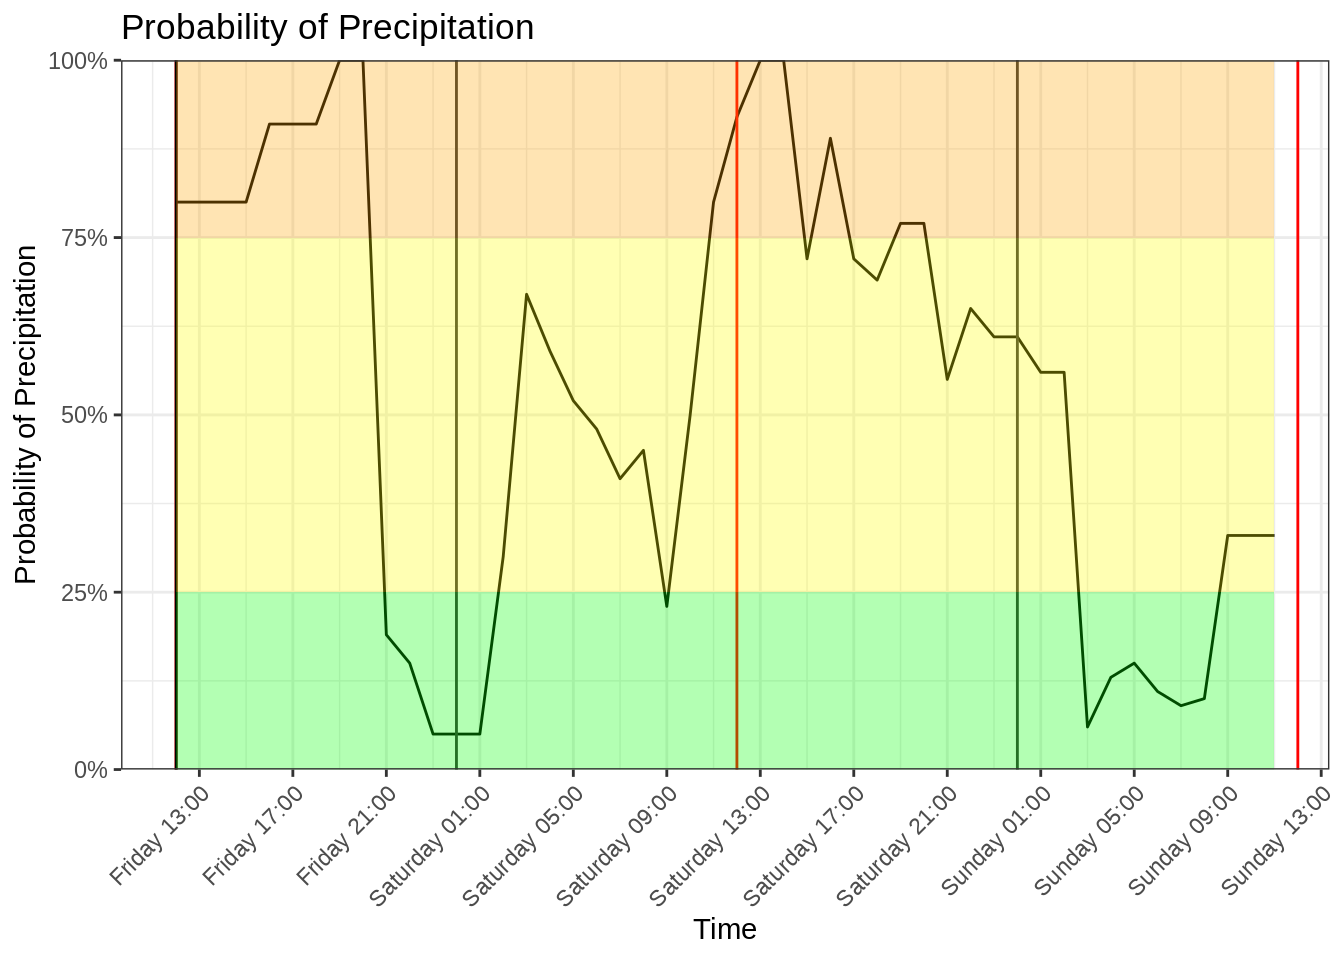 Probability of Precipitation
Probability of Precipitation
100%
75%
50%
25%
0%
Friday 13:00
Friday 17:00
Friday 21:00
Saturday 01:00
Saturday 05:00
Saturday 09:00
Saturday 13:00
Saturday 17:00
Saturday 21:00
Sunday 01:00
Sunday 05:00
Sunday 09:00
Sunday 13:00
Time